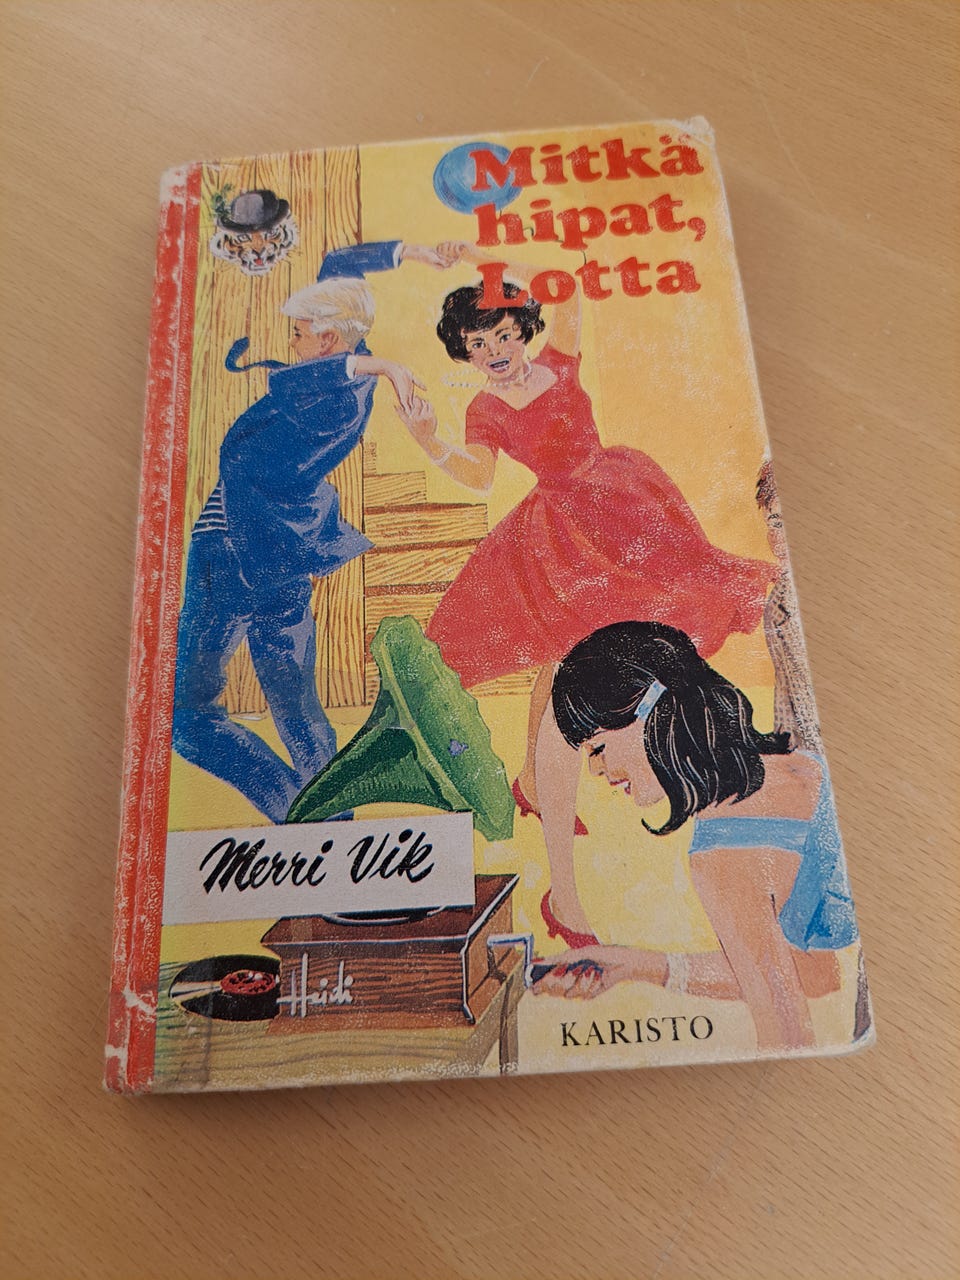 Mitkä
hipat,
Lotta
Merri Vik
Heidi
KARISTO